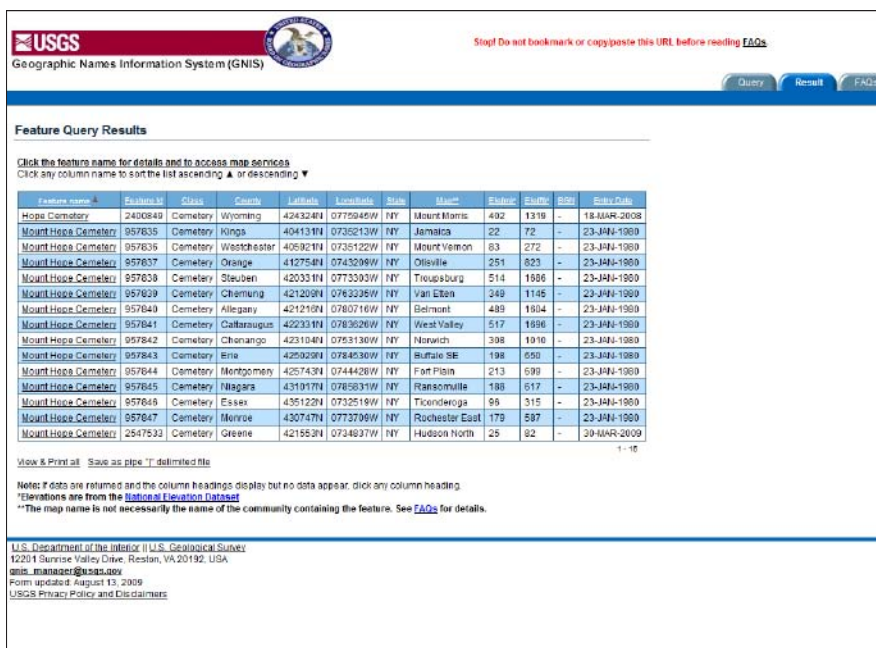 USGS
Geographic Names Information System (GNIS)
Stop! Do not bookmark or copy/paste this URL before reading FAQs
Query Result FAQs
Feature Query Results
Click the feature name for details and to access map services
Click any column name to sort the list ascending ▲ or descending ▼
Feature name Feature Id Class County Latitude Longitude State Map** BGN Entry Date
Hope Cemetery 2400849 Cemetery Wyoming 424324N 0775945W NY Mount Morris 402 1319 - 18-MAR-2008
Mount Hope Cemetery 957835 Cemetery Kings 404131N 0735213W NY Jamaica 22 72 - 23-JAN-1980
Mount Hope Cemetery 957836 Cemetery Westchester 405921N 0735122W NY Mount Vernon 83 272 - 23-JAN-1980
Mount Hope Cemetery 957837 Cemetery Orange 412754N 0743209W NY Otisville 251 823 - 23-JAN-1980
Mount Hope Cemetery 957838 Cemetery Steuben 420331N 0773303W NY Troupsburg 514 1686 - 23-JAN-1980
Mount Hope Cemetery 957839 Cemetery Chemung 421209N 0763335W NY Van Etten 349 1145 - 23-JAN-1980
Mount Hope Cemetery 957840 Cemetery Allegany 421216N 0780716W NY Belmont 489 1604 - 23-JAN-1980
Mount Hope Cemetery 957841 Cemetery Cattaraugus 422331N 0783626W NY West Valley 517 1696 - 23-JAN-1980
Mount Hope Cemetery 957842 Cemetery Chenango 423104N 0753130W NY Norwich 308 1010 - 23-JAN-1980
Mount Hope Cemetery 957843 Cemetery Erie 425029N 0784530W NY Buffalo SE 198 650 - 23-JAN-1980
Mount Hope Cemetery 957844 Cemetery Montgomery 425743N 0744428W NY Fort Plain 213 699 - 23-JAN-1980
Mount Hope Cemetery 957845 Cemetery Niagara 431017N 0785831W NY Ransomville 188 617 - 23-JAN-1980
Mount Hope Cemetery 957846 Cemetery Essex 435122N 0732519W NY Ticonderoga 96 315 - 23-JAN-1980
Mount Hope Cemetery 957847 Cemetery Monroe 430747N 0773709W NY Rochester East 179 587 - 23-JAN-1980
Mount Hope Cemetery 2547533 Cemetery Greene 421553N 0734837W NY Hudson North 25 82 - 30-MAR-2009
1 - 15
View & Print all Save as pipe "|" delimited file
Note: If data are returned and the column headings display but no data appear, click any column heading.
*Elevations are from the National Elevation Dataset
**The map name is not necessarily the name of the community containing the feature. See FAQs for details.
U.S. Department of the Interior || U.S. Geological Survey
12201 Sunrise Valley Drive, Reston, VA 20192, USA
gnis_manager@usgs.gov
Form updated: August 13, 2009
USGS Privacy Policy and Disclaimers